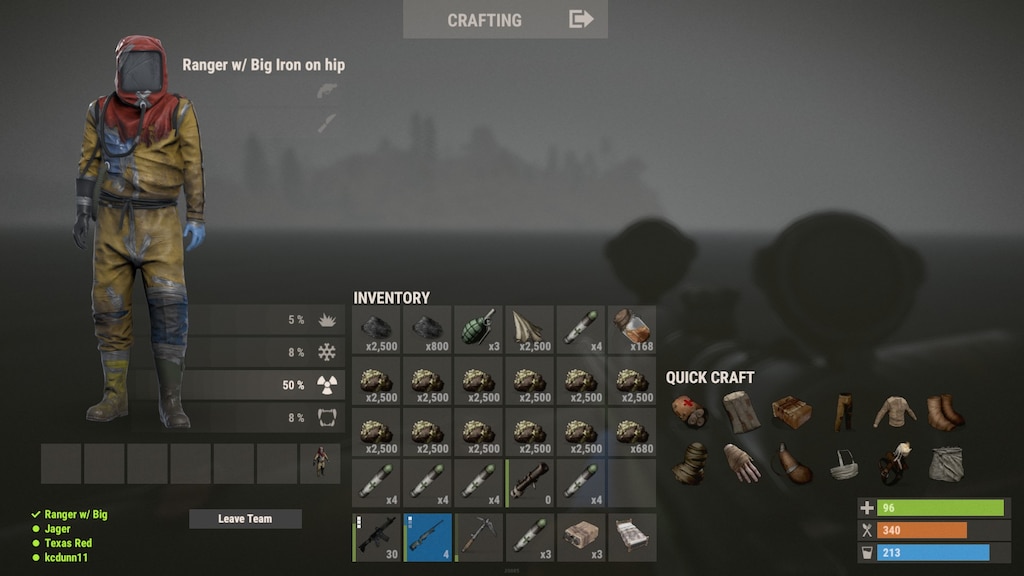 CRAFTING
Ranger w/ Big Iron on hip
5 %
8 %
50 %
8 %
INVENTORY
x2,500 x800 x3 x2,500 x4 x168
x2,500 x2,500 x2,500 x2,500 x2,500 x2,500
x2,500 x2,500 x2,500 x2,500 x2,500 x680
x4 x4 x4 0 x4
30 4 x3 x3
QUICK CRAFT
Ranger w/ Big
Jager
Texas Red
kcdunn11
Leave Team
96
340
213